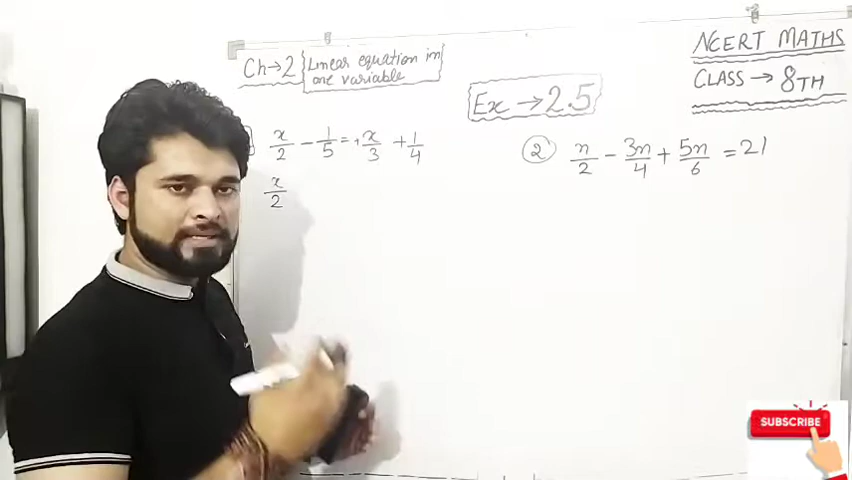 Ch→2
Linear equation in
one variable
Ex → 2.5
NCERT MATHS
CLASS → 8TH
x/2 - 1/5 = x/3 + 1/4
x/2
2 n/2 - 3n/4 + 5n/6 = 21
SUBSCRIBE